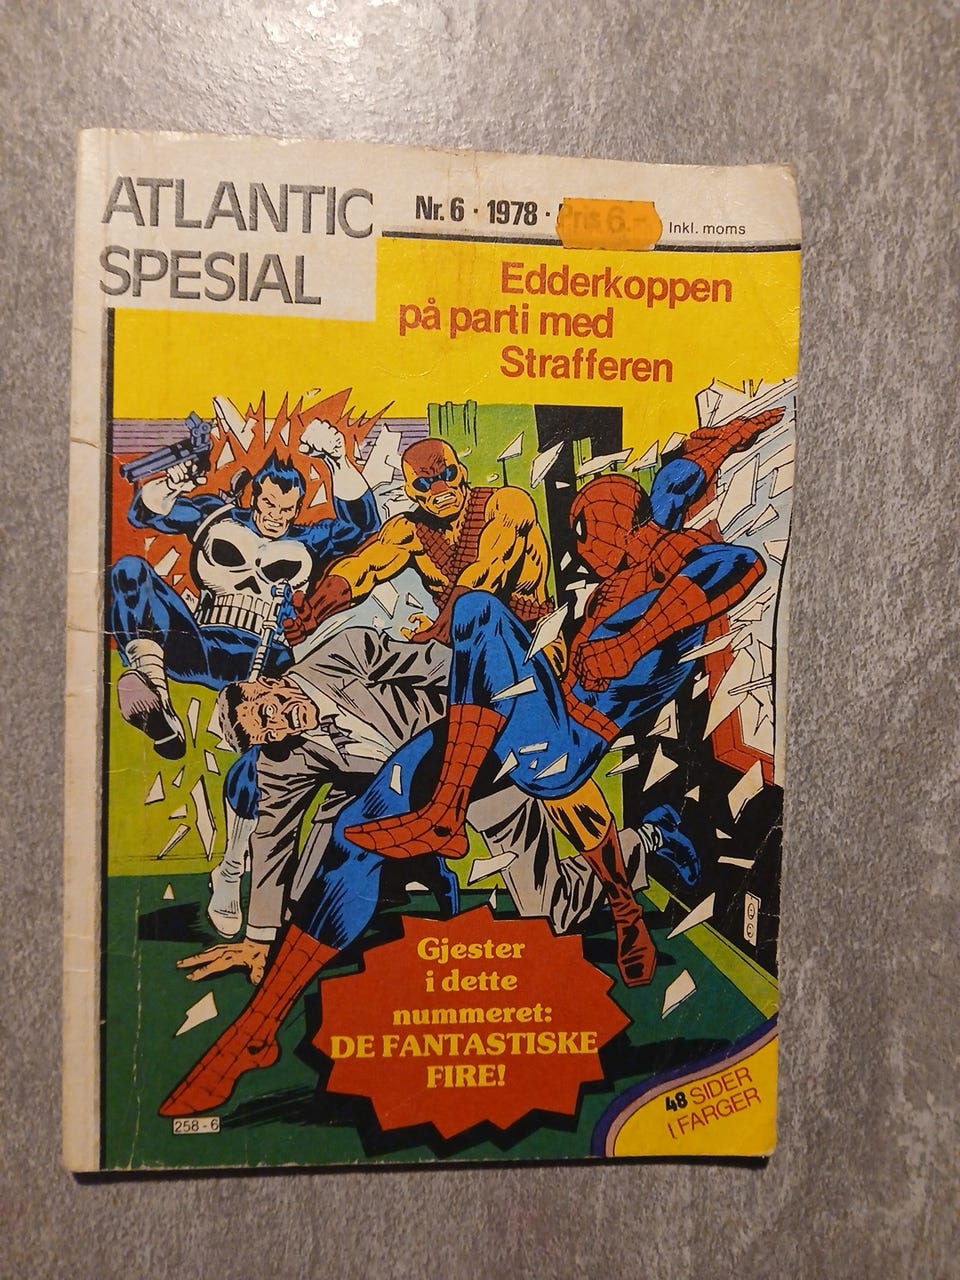 ATLANTIC
SPESIAL
Nr. 6 · 1978 ·
Pris 6.-
Inkl. moms
Edderkoppen
på parti med
Strafferen
Gjester
i dette
nummeret:
DE FANTASTISKE
FIRE!
258-6
48 SIDER
I FARGER